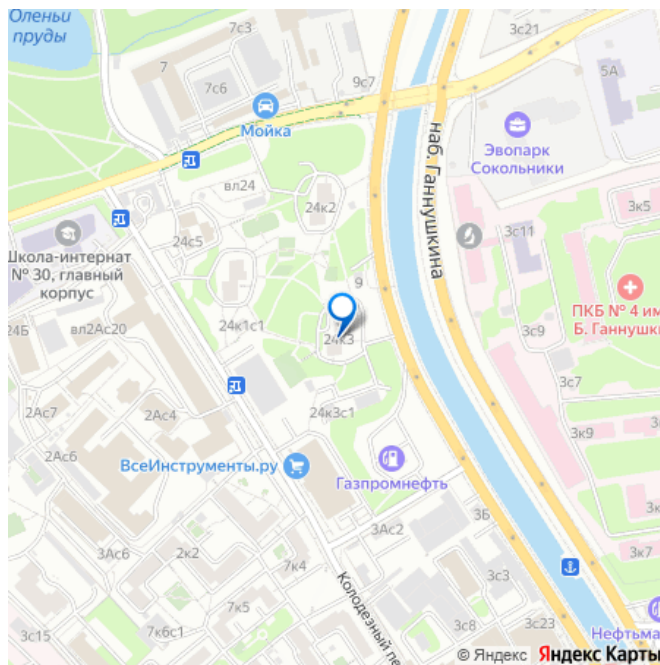 Оленьи
пруды
7с3
3с21
7
7с6
9с7
5А
Мойка
Эвопарк
Сокольники
наб. Ганнушкина
вл24
24к2
3к5
24с5
3с11
Школа-интернат
№ 30, главный
корпус
9
ПКБ № 4 им
Б. Ганнушки
24Б
вл2Ас20
24к1с1
24к3
3с9
3с7
2Ас7
2Ас4
24к3с1
3к9
2Ас6
ВсеИнструменты.ру
Газпромнефть
3Ас2
3Б
3Ас6
2к2
7к4
3к7
Колодезный пе
3с3
7к5
Нефтьма
3с15
7к6с1
3с8
3с23
© Яндекс Яндекс Карты